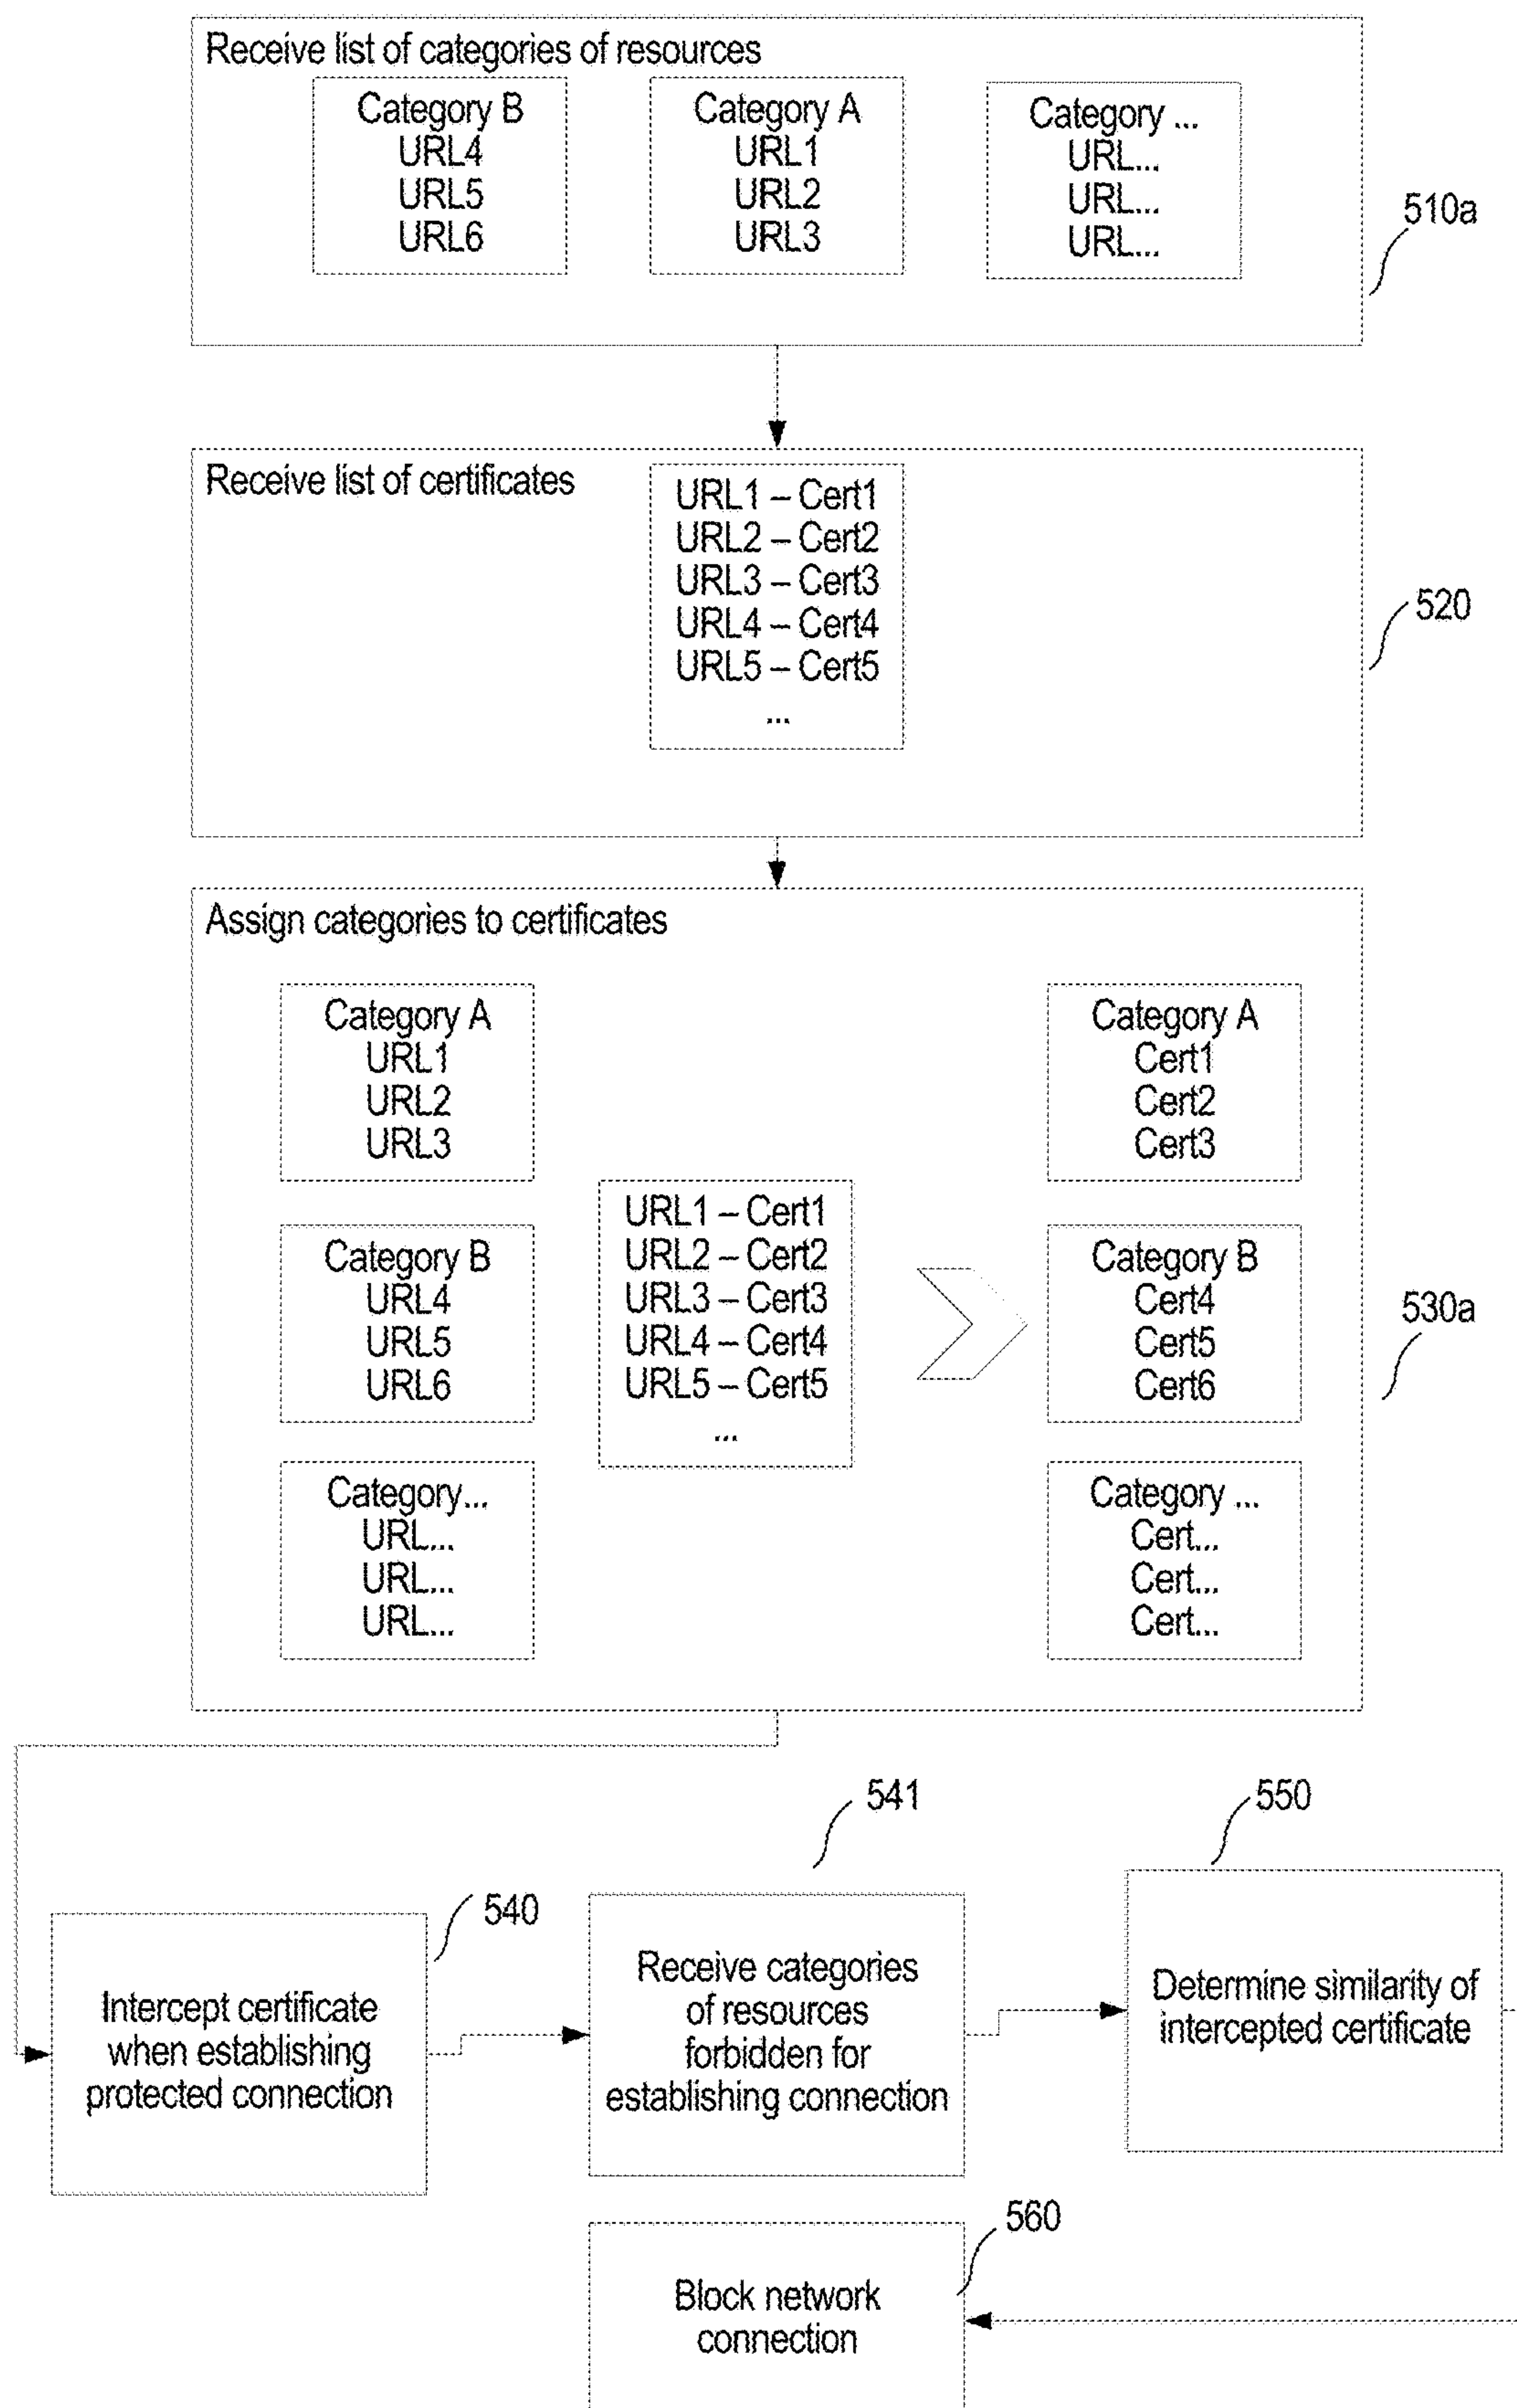 Receive list of categories of resources
Category B
URL4
URL5
URL6
Category A
URL1
URL2
URL3
Category ...
URL...
URL...
URL...
510a
Receive list of certificates
URL1 – Cert1
URL2 – Cert2
URL3 – Cert3
URL4 – Cert4
URL5 – Cert5
...
520
Assign categories to certificates
Category A
URL1
URL2
URL3
Category B
URL4
URL5
URL6
Category...
URL...
URL...
URL...
URL1 – Cert1
URL2 – Cert2
URL3 – Cert3
URL4 – Cert4
URL5 – Cert5
...
Category A
Cert1
Cert2
Cert3
Category B
Cert4
Cert5
Cert6
Category ...
Cert...
Cert...
Cert...
530a
540
Intercept certificate
when establishing
protected connection
541
Receive categories
of resources
forbidden for
establishing connection
550
Determine similarity of
intercepted certificate
560
Block network
connection